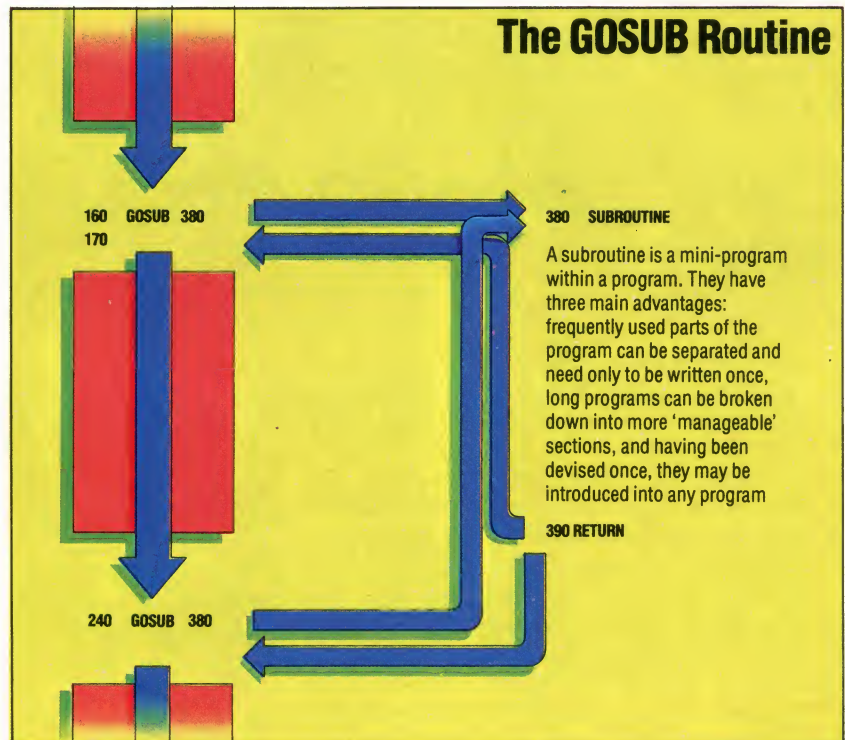 The GOSUB Routine
160 GOSUB 380
170
380 SUBROUTINE
A subroutine is a mini-program
within a program. They have
three main advantages:
frequently used parts of the
program can be separated and
need only to be written once,
long programs can be broken
down into more ‘manageable’
sections, and having been
devised once, they may be
introduced into any program
390 RETURN
240 GOSUB 380